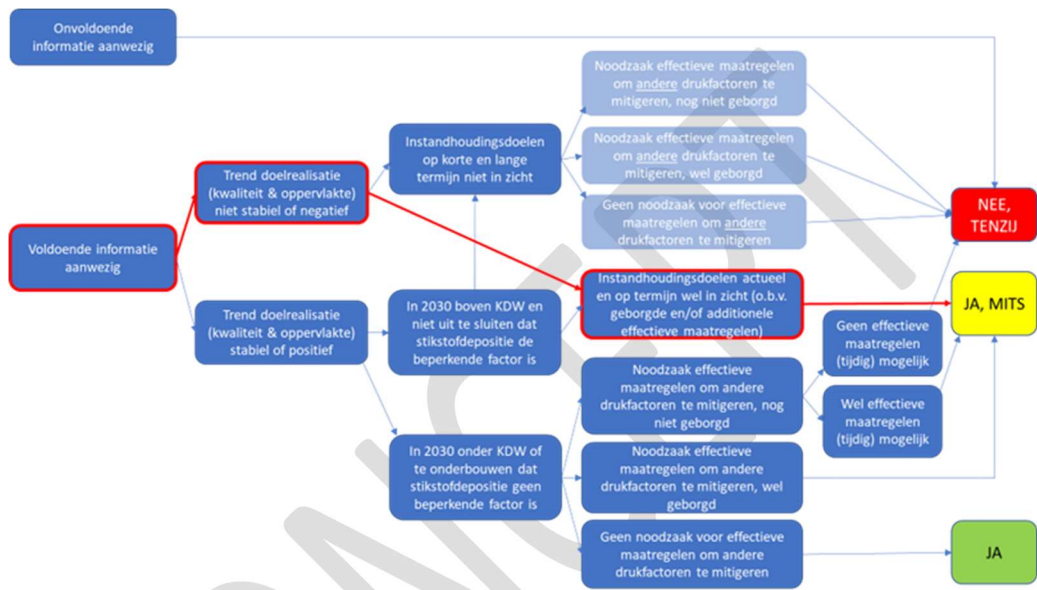 Onvoldoende
informatie aanwezig
Voldoende informatie
aanwezig
Trend doelrealisatie
(kwaliteit & oppervlakte)
niet stabiel of negatief
Trend doelrealisatie
(kwaliteit & oppervlakte)
stabiel of positief
Instandhoudingsdoelen
op korte en lange
termijn niet in zicht
In 2030 boven KDW en
niet uit te sluiten dat
stikstofdepositie de
beperkende factor is
In 2030 onder KDW of
te onderbouwen dat
stikstofdepositie geen
beperkende factor is
Noodzaak effectieve maatregelen
om andere drukfactoren te
mitigeren, nog niet geborgd
Noodzaak effectieve maatregelen
om andere drukfactoren te
mitigeren, wel geborgd
Geen noodzaak voor effectieve
maatregelen om andere
drukfactoren te mitigeren
Instandhoudingsdoelen actueel
en op termijn wel in zicht (o.b.v.
geborgde en/of additionele
effectieve maatregelen)
Noodzaak effectieve
maatregelen om andere
drukfactoren te mitigeren, nog
niet geborgd
Noodzaak effectieve
maatregelen om andere
drukfactoren te mitigeren, wel
geborgd
Geen noodzaak voor effectieve
maatregelen om andere
drukfactoren te mitigeren
Geen effectieve
maatregelen
(tijdig) mogelijk
Wel effectieve
maatregelen
(tijdig) mogelijk
NEE,
TENZIJ
JA, MITS
JA